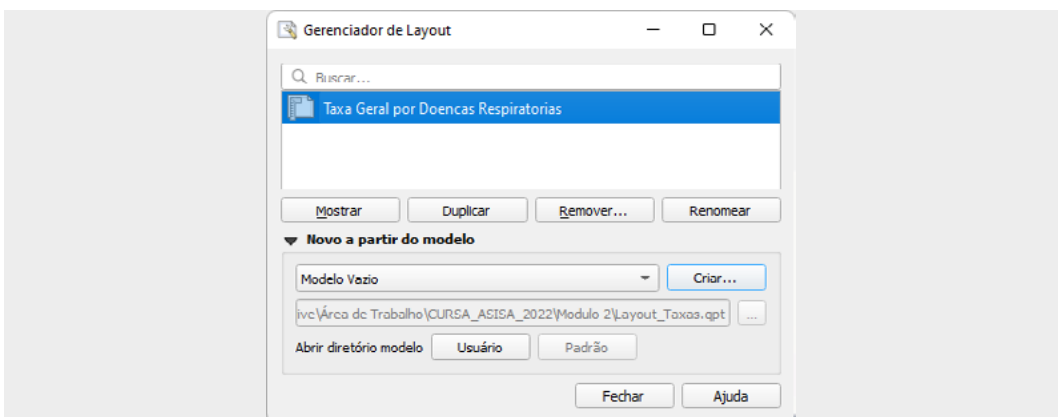 Gerenciador de Layout
Buscar...
Taxa Geral por Doencas Respiratorias
Mostrar Duplicar Remover... Renomear
Novo a partir do modelo
Modelo Vazio Criar...
ive\Área de Trabalho\CURSA_ASISA_2022\Modulo 2\Layout_Taxas.qpt ...
Abrir diretório modelo Usuário Padrão
Fechar Ajuda